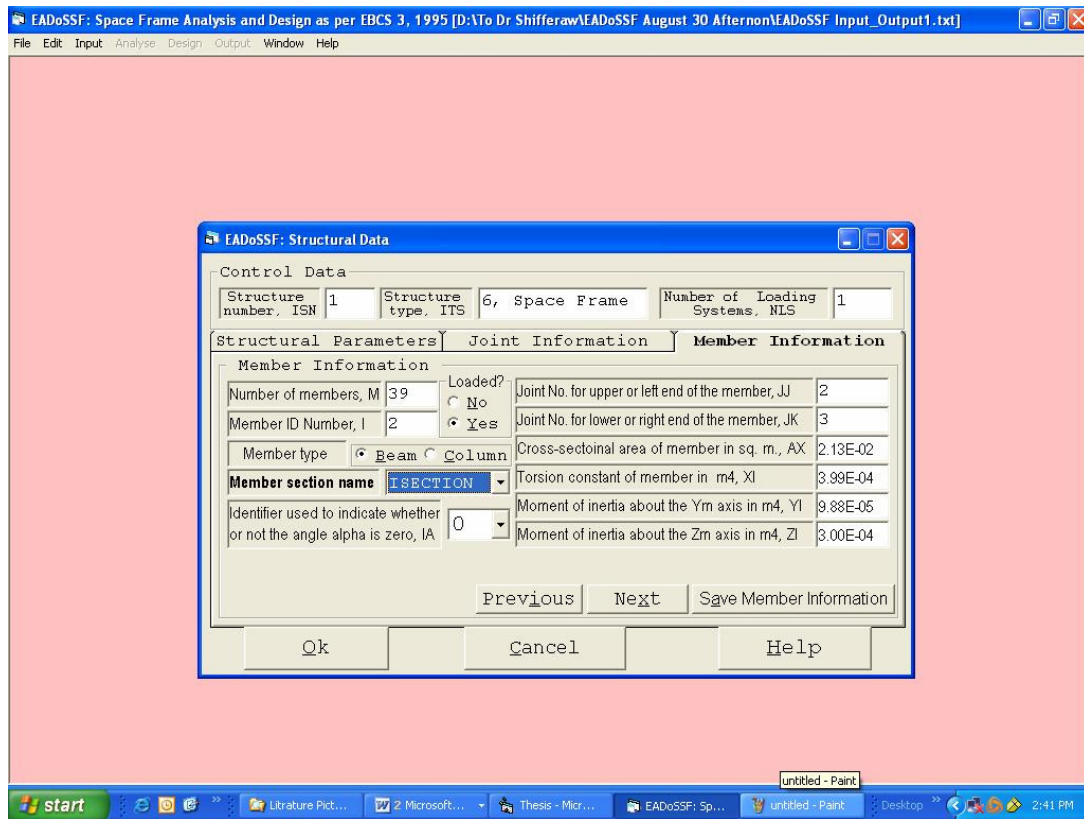 EADoSSF: Space Frame Analysis and Design as per EBCS 3, 1995 [D:\To Dr Shifferaw\EADoSSF August 30 Afternon\EADoSSF Input_Output1.txt]
File Edit Input Analyse Design Output Window Help
EADoSSF: Structural Data
Control Data
Structure number, ISN 1
Structure type, ITS 6, Space Frame
Number of Loading Systems, NLS 1
Structural Parameters Joint Information Member Information
Member Information
Number of members, M 39
Loaded?
No
Yes
Member ID Number, I 2
Member type Beam Column
Member section name ISECTION
Identifier used to indicate whether
or not the angle alpha is zero, IA 0
Joint No. for upper or left end of the member, JJ 2
Joint No. for lower or right end of the member, JK 3
Cross-sectoinal area of member in sq. m., AX 2.13E-02
Torsion constant of member in m4, XI 3.99E-04
Moment of inertia about the Ym axis in m4, YI 9.88E-05
Moment of inertia about the Zm axis in m4, ZI 3.00E-04
Previous Next Save Member Information
Ok Cancel Help
untitled - Paint
start Litrature Pict... 2 Microsoft... Thesis - Micr... EADoSSF: Sp... untitled - Paint Desktop 2:41 PM